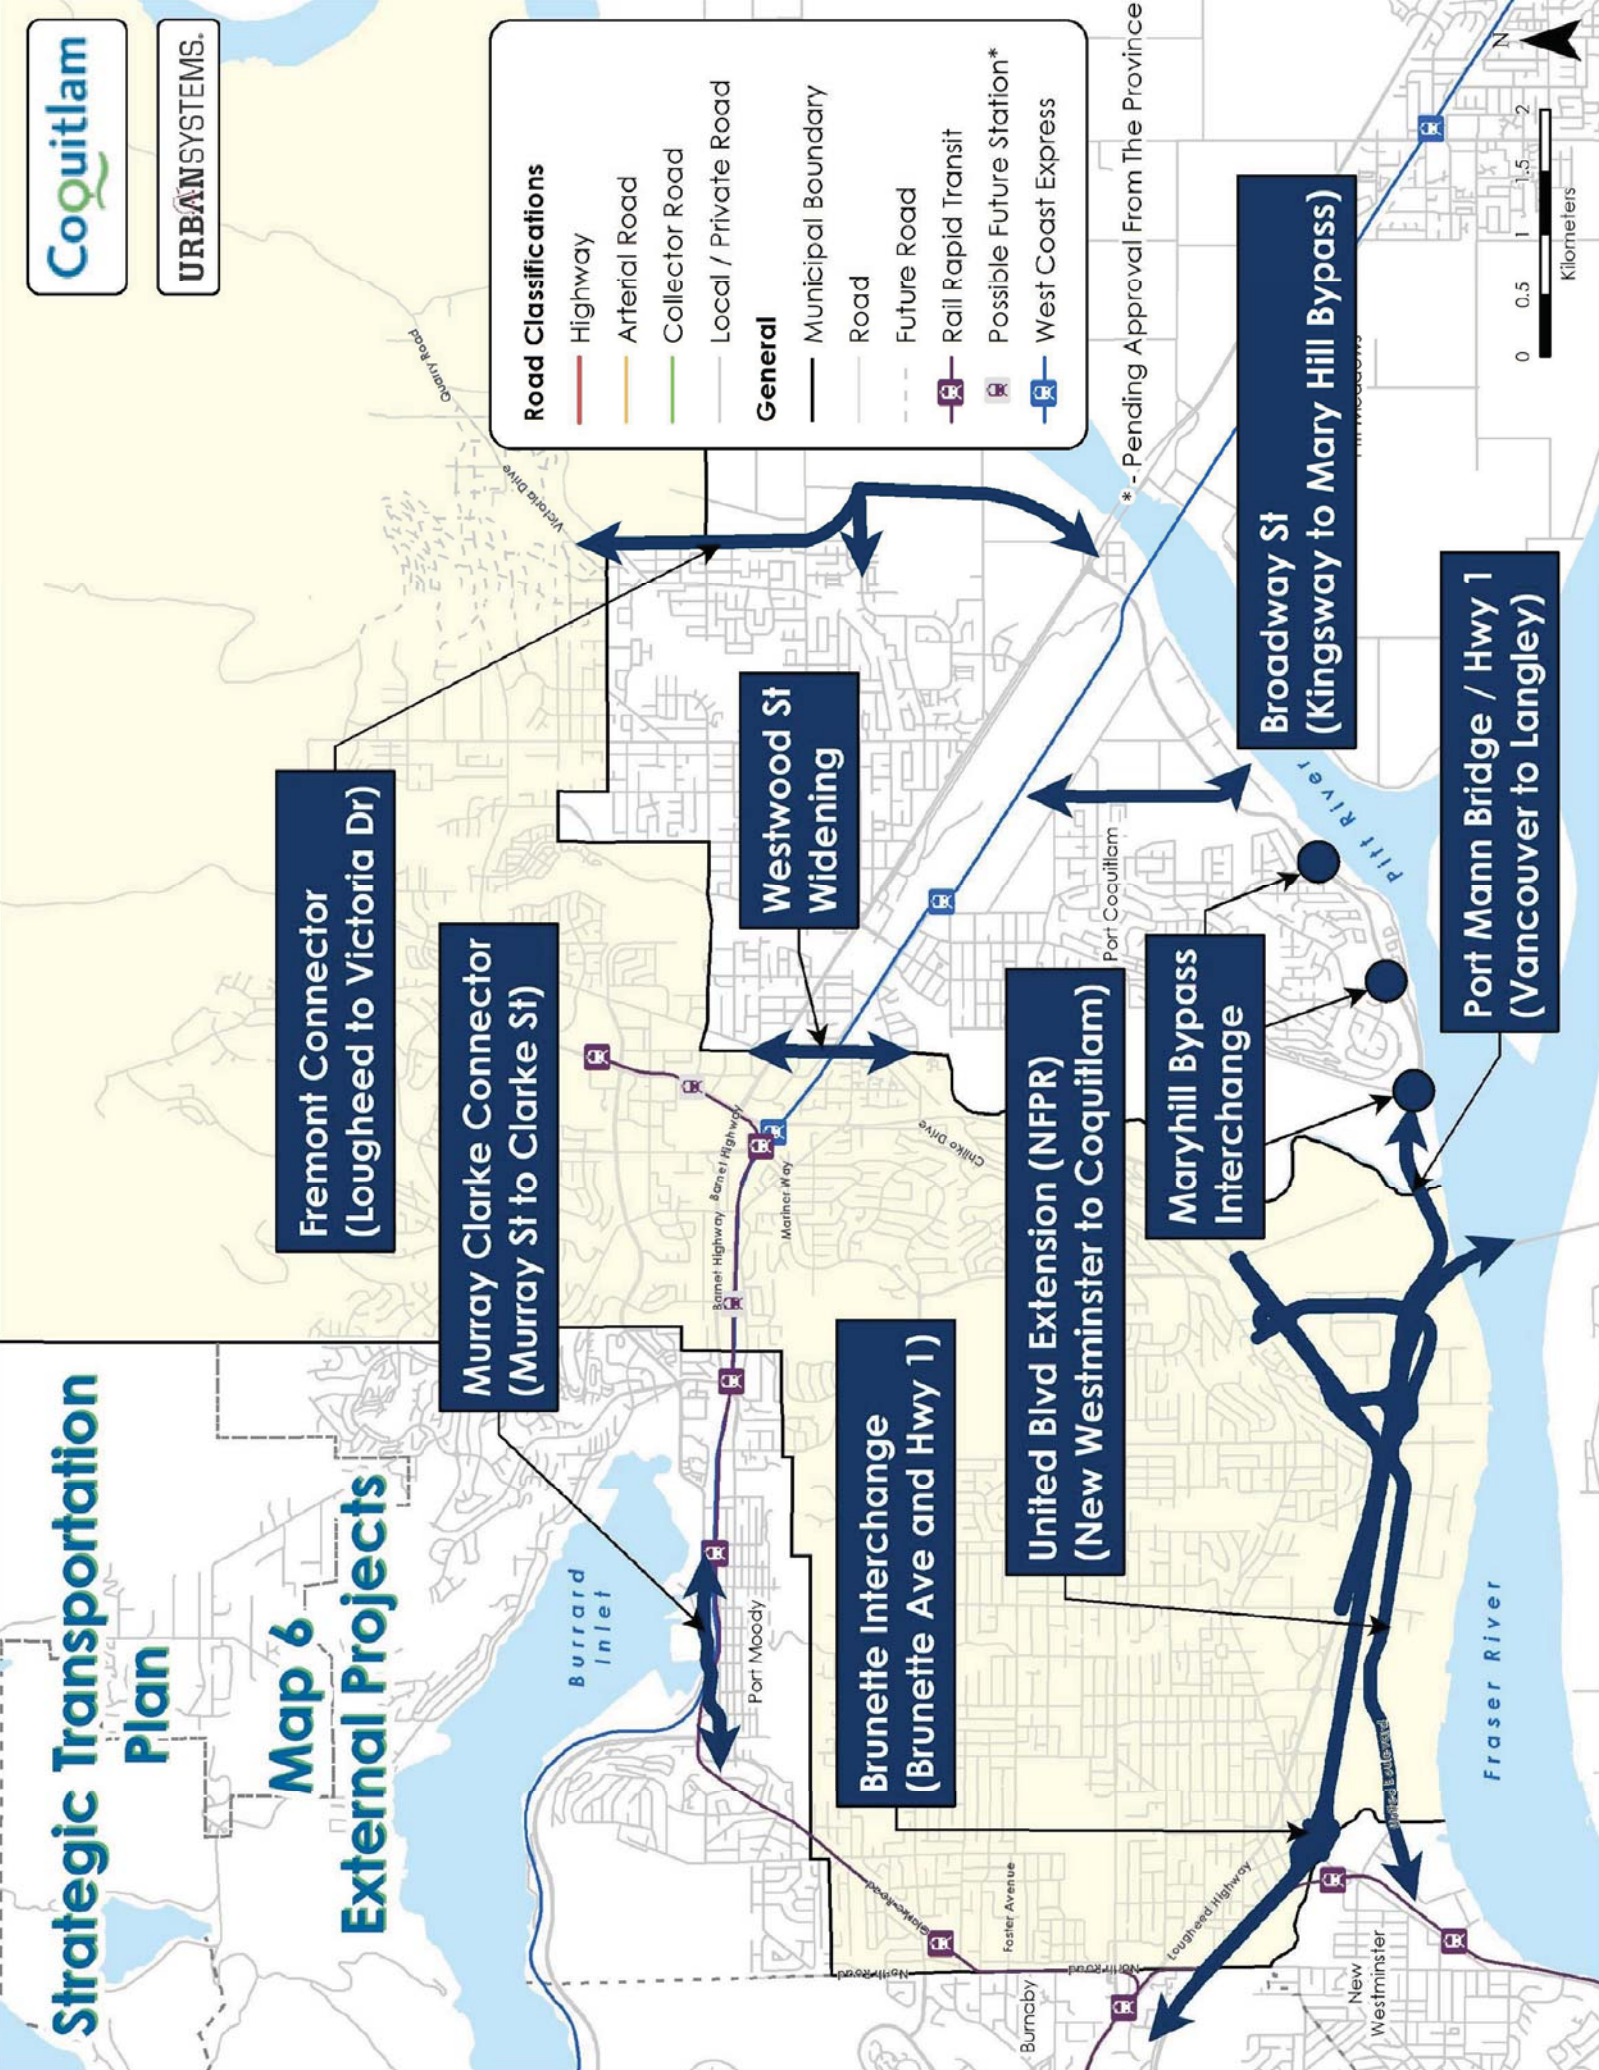 Strategic Transportation
Plan
Map 6
External Projects
Coquitlam
URBANSYSTEMS.
Road Classifications
Highway
Arterial Road
Collector Road
Local / Private Road
General
Municipal Boundary
Road
Future Road
Rail Rapid Transit
Possible Future Station*
West Coast Express
* - Pending Approval From The Province
Fremont Connector
(Lougheed to Victoria Dr)
Murray Clarke Connector
(Murray St to Clarke St)
Westwood St
Widening
Brunette Interchange
(Brunette Ave and Hwy 1)
United Blvd Extension (NFPR)
(New Westminster to Coquitlam)
Maryhill Bypass
Interchange
Broadway St
(Kingsway to Mary Hill Bypass)
Port Mann Bridge / Hwy 1
(Vancouver to Langley)
Quarry Road
Victoria Drive
Burrard
Inlet
Port Moody
Barnet Highway
Barnet Highway
Mariner Way
Chilko Drive
Port Coquitlam
Pitt River
Clarke Road
North Road
North Road
Foster Avenue
Lougheed Highway
Burnaby
New
Westminster
Fraser River
N
0 0.5 1 1.5 2
Kilometers